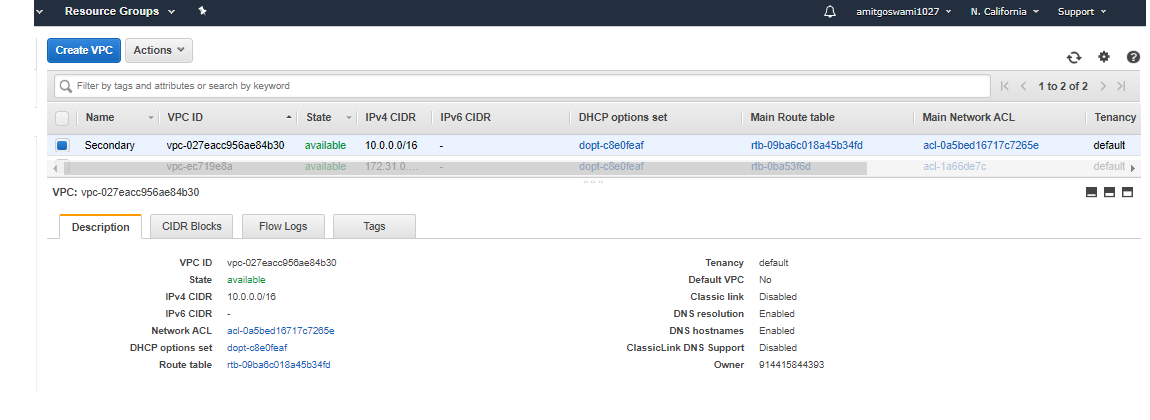 Resource Groups amitgoswami1027 N. California Support
Create VPC Actions
Filter by tags and attributes or search by keyword 1 to 2 of 2
Name VPC ID State IPv4 CIDR IPv6 CIDR DHCP options set Main Route table Main Network ACL Tenancy
Secondary vpc-027eacc956ae84b30 available 10.0.0.0/16 - dopt-c8e0feaf rtb-09ba6c018a45b34fd acl-0a5bed16717c7265e default
vpc-ec719e8a available 172.31.0.... dopt-c8e0feaf rtb-0ba53f6d acl-1a66de7c default
VPC: vpc-027eacc956ae84b30
Description CIDR Blocks Flow Logs Tags
VPC ID vpc-027eacc956ae84b30 Tenancy default
State available Default VPC No
IPv4 CIDR 10.0.0.0/16 Classic link Disabled
IPv6 CIDR - DNS resolution Enabled
Network ACL acl-0a5bed16717c7265e DNS hostnames Enabled
DHCP options set dopt-c8e0feaf ClassicLink DNS Support Disabled
Route table rtb-09ba6c018a45b34fd Owner 914415844393